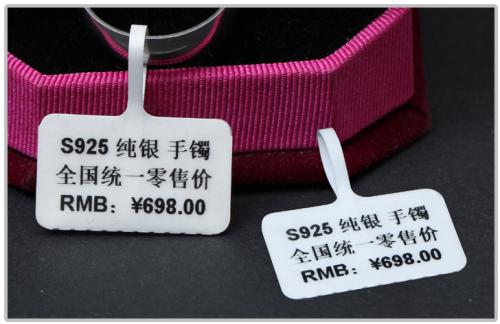 S925 纯银 手镯
全国统一零售价
RMB：¥698.00
S925 纯银 手镯
全国统一零售价
RMB：¥698.00